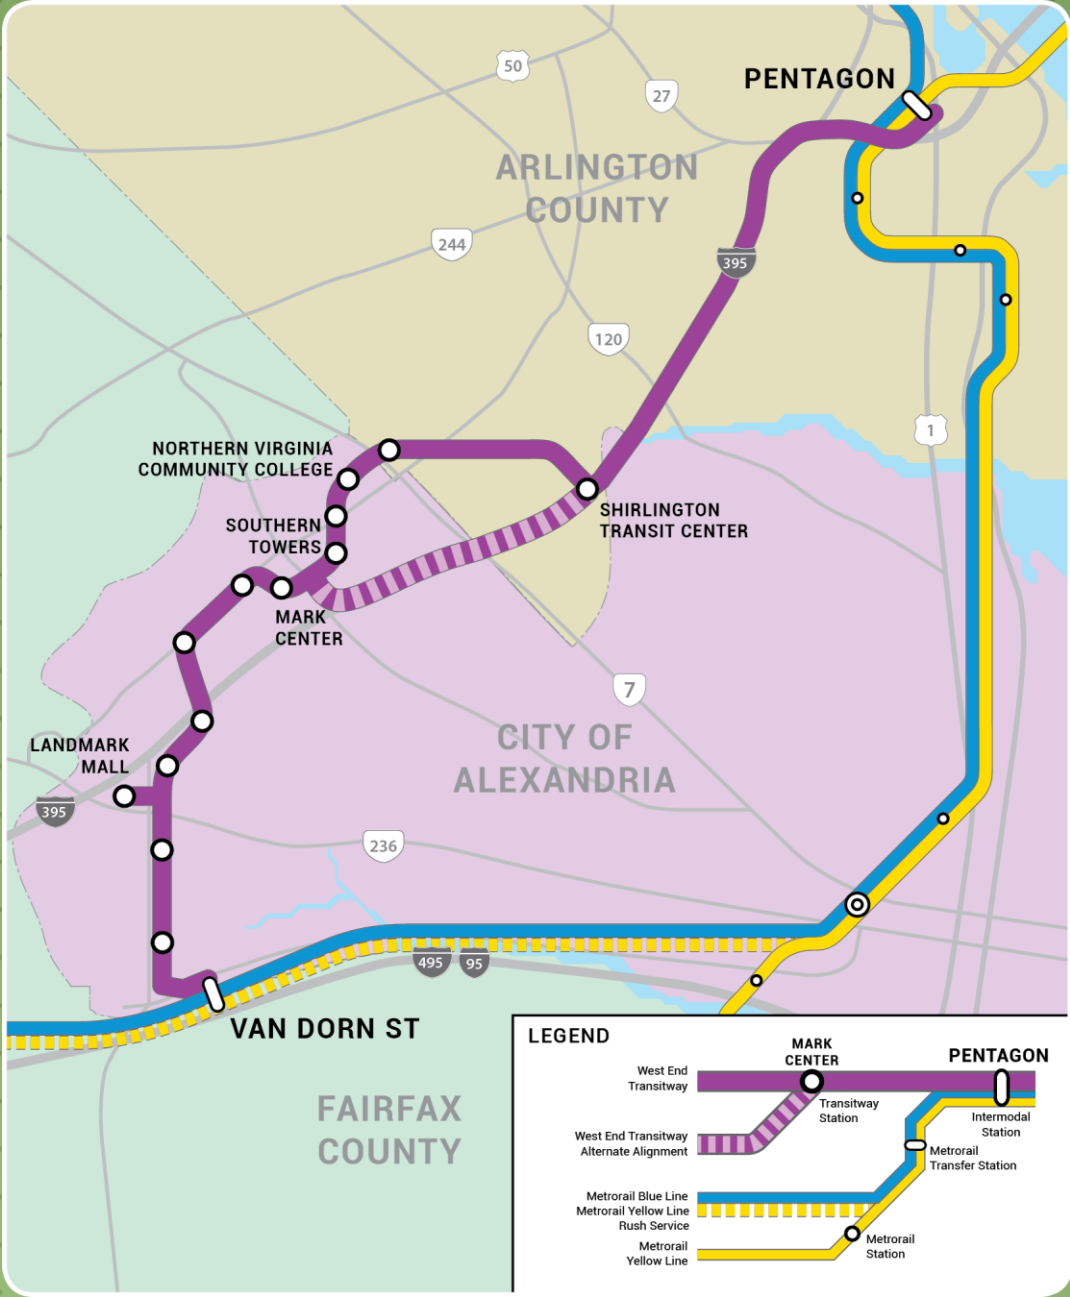 50
27
PENTAGON
ARLINGTON
COUNTY
244
395
120
1
NORTHERN VIRGINIA
COMMUNITY COLLEGE
SOUTHERN
TOWERS
SHIRLINGTON
TRANSIT CENTER
MARK
CENTER
7
LANDMARK
MALL
CITY OF
ALEXANDRIA
395
236
495
95
VAN DORN ST
FAIRFAX
COUNTY
LEGEND
MARK
CENTER
PENTAGON
West End
Transitway
Transitway
Station
Intermodal
Station
West End Transitway
Alternate Alignment
Metrorail
Transfer Station
Metrorail Blue Line
Metrorail Yellow Line
Rush Service
Metrorail
Station
Metrorail
Yellow Line